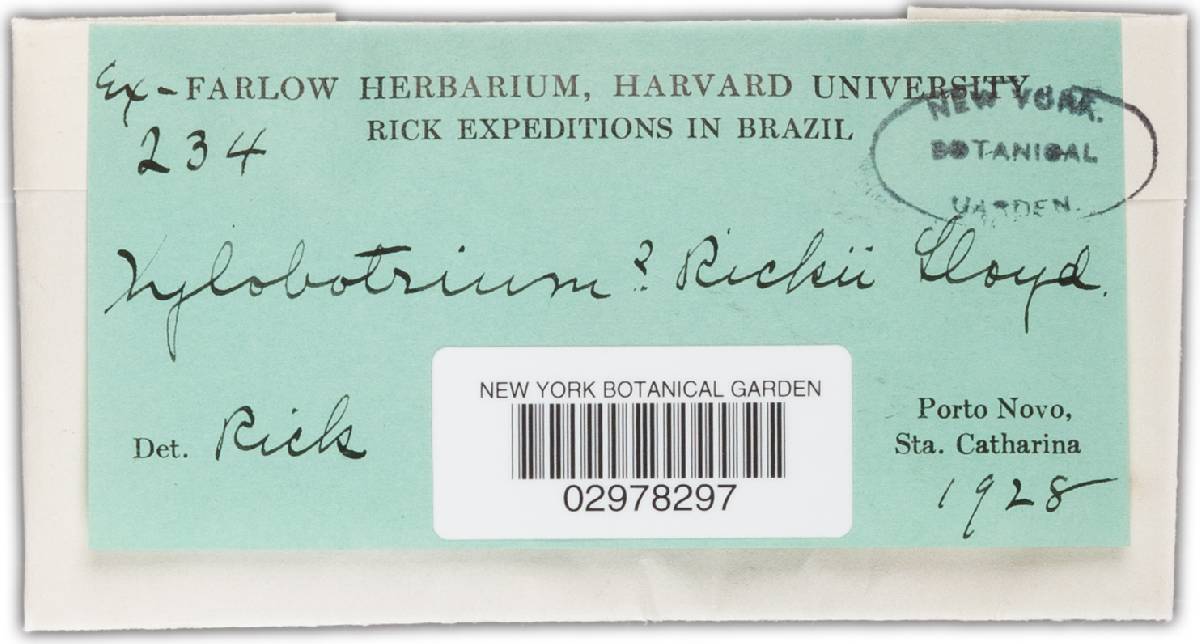 Ex-FARLOW HERBARIUM, HARVARD UNIVERSITY
234
RICK EXPEDITIONS IN BRAZIL
NEW YORK.
BOTANICAL
GARDEN.
Xylobotrium ? Rickii Lloyd.
NEW YORK BOTANICAL GARDEN
02978297
Det. Rick
Porto Novo,
Sta. Catharina
1928